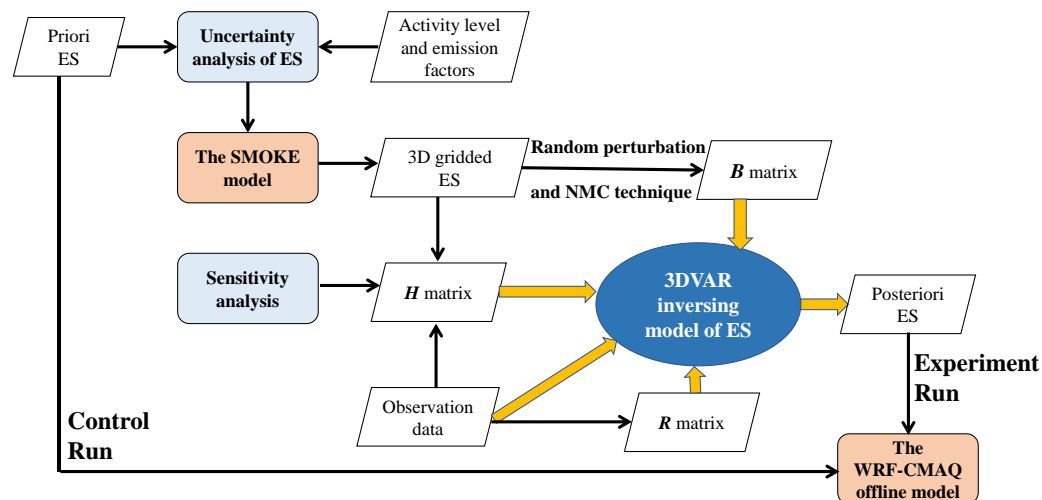 Priori
ES
Uncertainty
analysis of ES
Activity level
and emission
factors
The SMOKE
model
3D gridded
ES
Random perturbation
and NMC technique
B matrix
Sensitivity
analysis
H matrix
3DVAR
inversing
model of ES
Posteriori
ES
Experiment
Run
Observation
data
R matrix
Control
Run
The
WRF-CMAQ
offline model